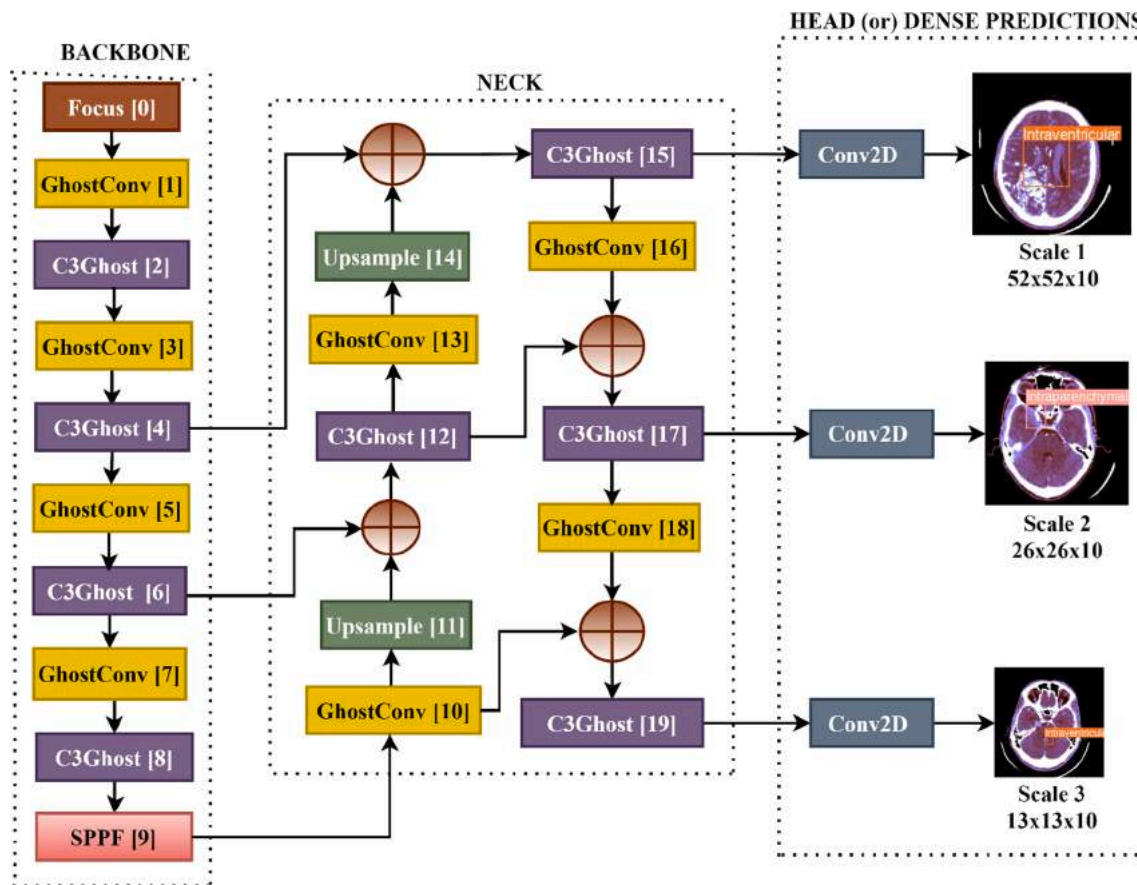 BACKBONE
Focus [0]
GhostConv [1]
C3Ghost [2]
GhostConv [3]
C3Ghost [4]
GhostConv [5]
C3Ghost [6]
GhostConv [7]
C3Ghost [8]
SPPF [9]
NECK
Upsample [14]
GhostConv [13]
C3Ghost [12]
Upsample [11]
GhostConv [10]
C3Ghost [15]
GhostConv [16]
C3Ghost [17]
GhostConv [18]
C3Ghost [19]
HEAD (or) DENSE PREDICTIONS
Conv2D
Intraventricular
Scale 1
52x52x10
Conv2D
Intraparenchymal
Scale 2
26x26x10
Conv2D
Intraventricular
Scale 3
13x13x10